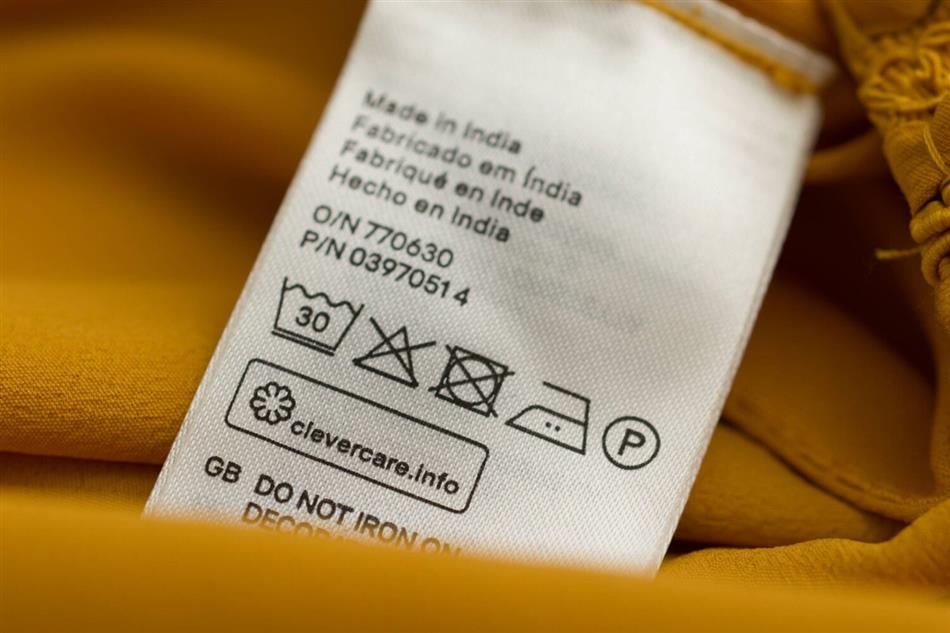 Made in India
Fabricado em Índia
Fabriqué en Inde
Hecho en India
O/N 770630
P/N 03970514
30
P
clevercare.info
GB DO NOT IRON ON